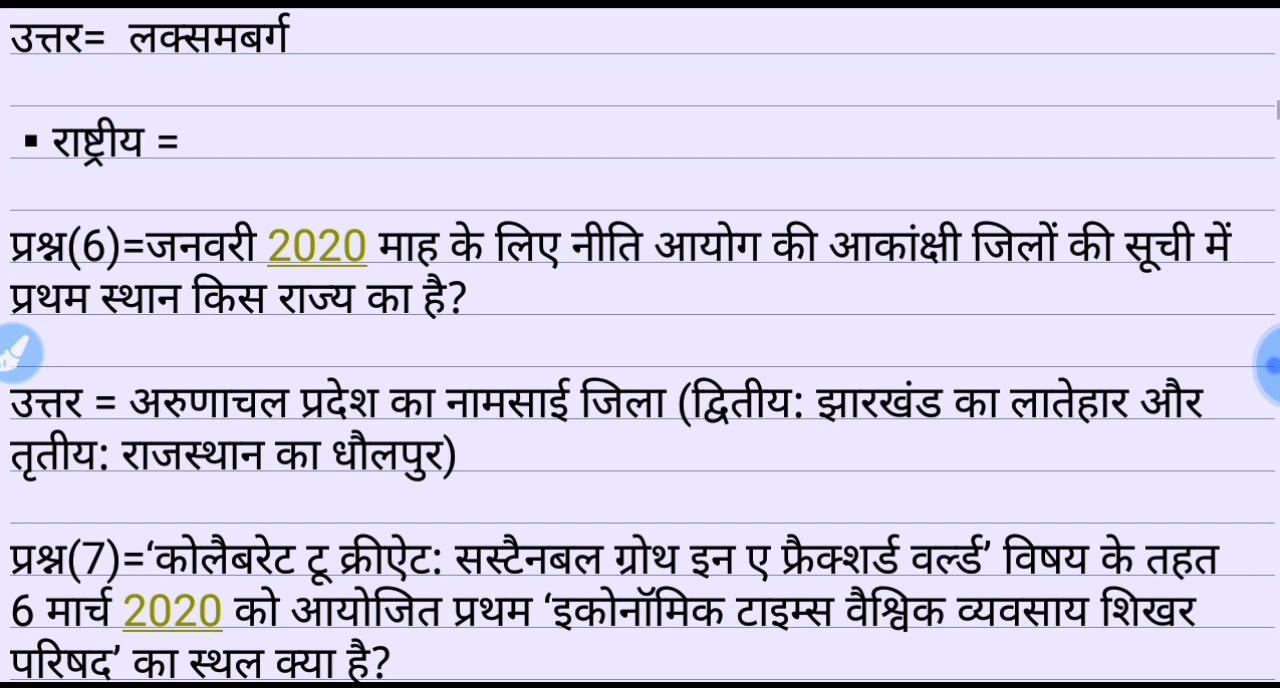 उत्तर= लक्समबर्ग
▪ राष्ट्रीय =
प्रश्न(6)=जनवरी 2020 माह के लिए नीति आयोग की आकांक्षी जिलों की सूची में
प्रथम स्थान किस राज्य का है?
उत्तर = अरुणाचल प्रदेश का नामसाई जिला (द्वितीय: झारखंड का लातेहार और
तृतीय: राजस्थान का धौलपुर)
प्रश्न(7)=‘कोलैबरेट टू क्रीऐट: सस्टैनबल ग्रोथ इन ए फ्रैक्शर्ड वर्ल्ड’ विषय के तहत
6 मार्च 2020 को आयोजित प्रथम ‘इकोनॉमिक टाइम्स वैश्विक व्यवसाय शिखर
परिषद’ का स्थल क्या है?